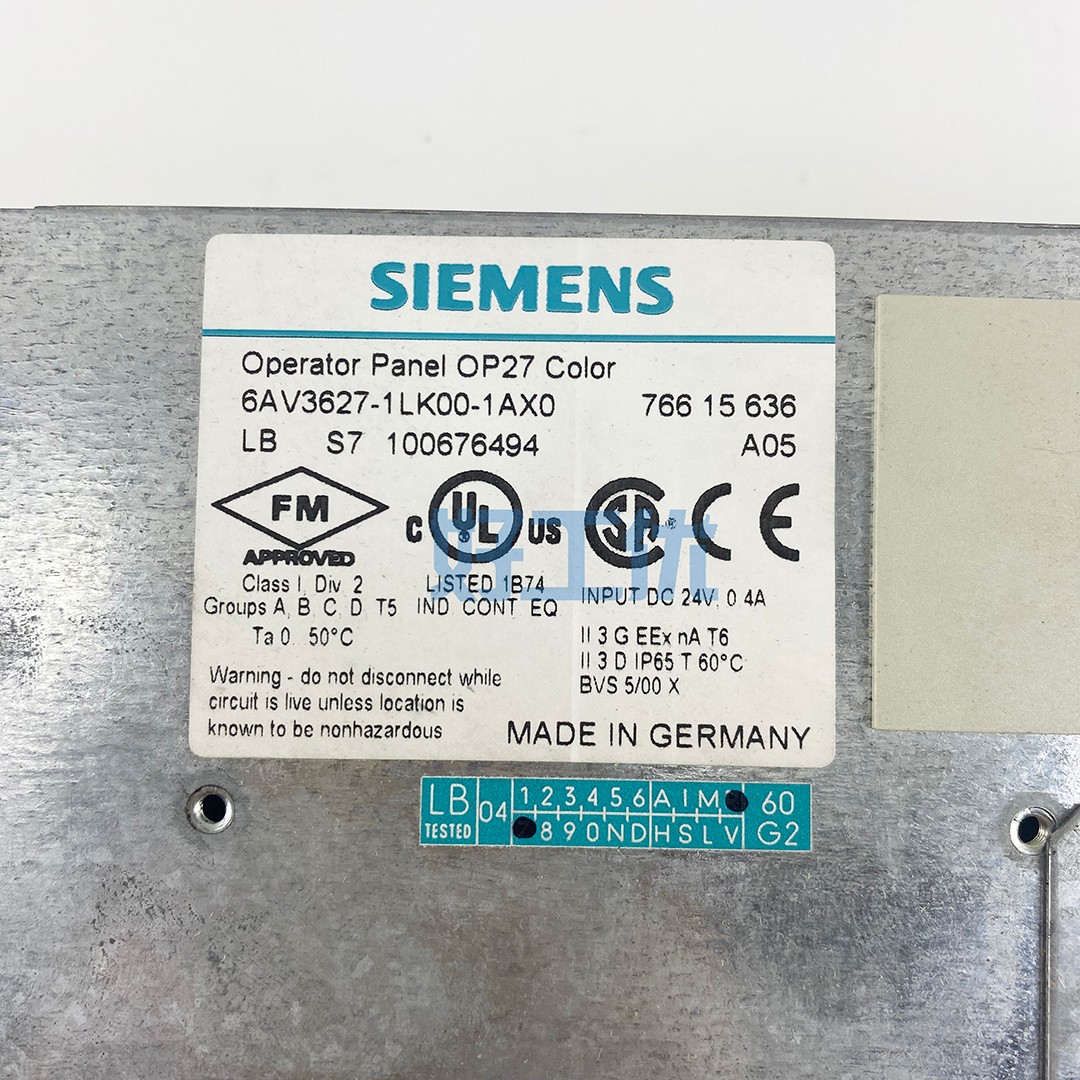 SIEMENS
Operator Panel OP27 Color
6AV3627-1LK00-1AX0 766 15 636
LB S7 100676494 A05
FM
APPROVED
C UL US
SA
CE
好工优
Class I, Div 2
Groups A, B, C, D, T5
Ta 0.. 50°C
LISTED 1B74
IND CONT EQ
INPUT DC 24V, 0.4A
II 3 G EEx nA T6
II 3 D IP65 T 60°C
BVS 5/00 X
Warning - do not disconnect while
circuit is live unless location is
known to be nonhazardous
MADE IN GERMANY
LB TESTED 04
1 2 3 4 5 6 A I M
8 9 0 N D H S L V
60
G2